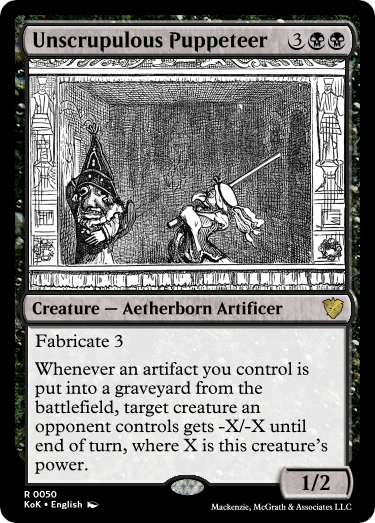 Unscrupulous Puppeteer 3
Creature — Aetherborn Artificer
Fabricate 3
Whenever an artifact you control is
put into a graveyard from the
battlefield, target creature an
opponent controls gets -X/-X until
end of turn, where X is this creature's
power.
1/2
R 0050
KoK • English
Mackenzie, McGrath & Associates LLC